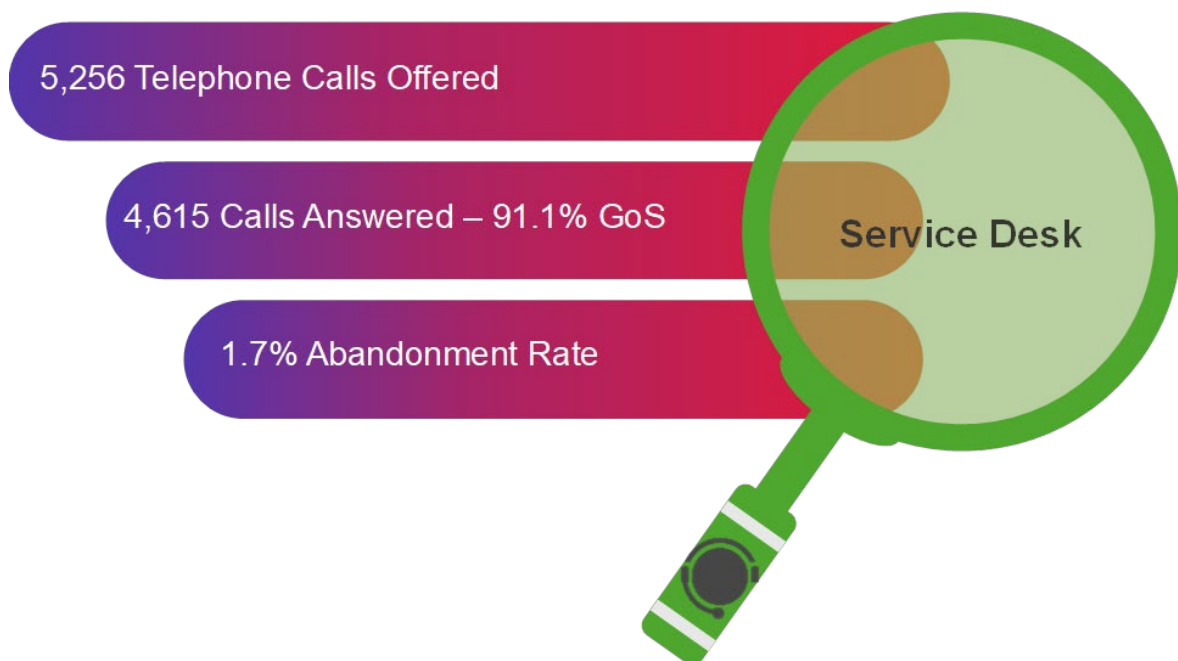 5,256 Telephone Calls Offered
4,615 Calls Answered – 91.1% GoS
Service Desk
1.7% Abandonment Rate